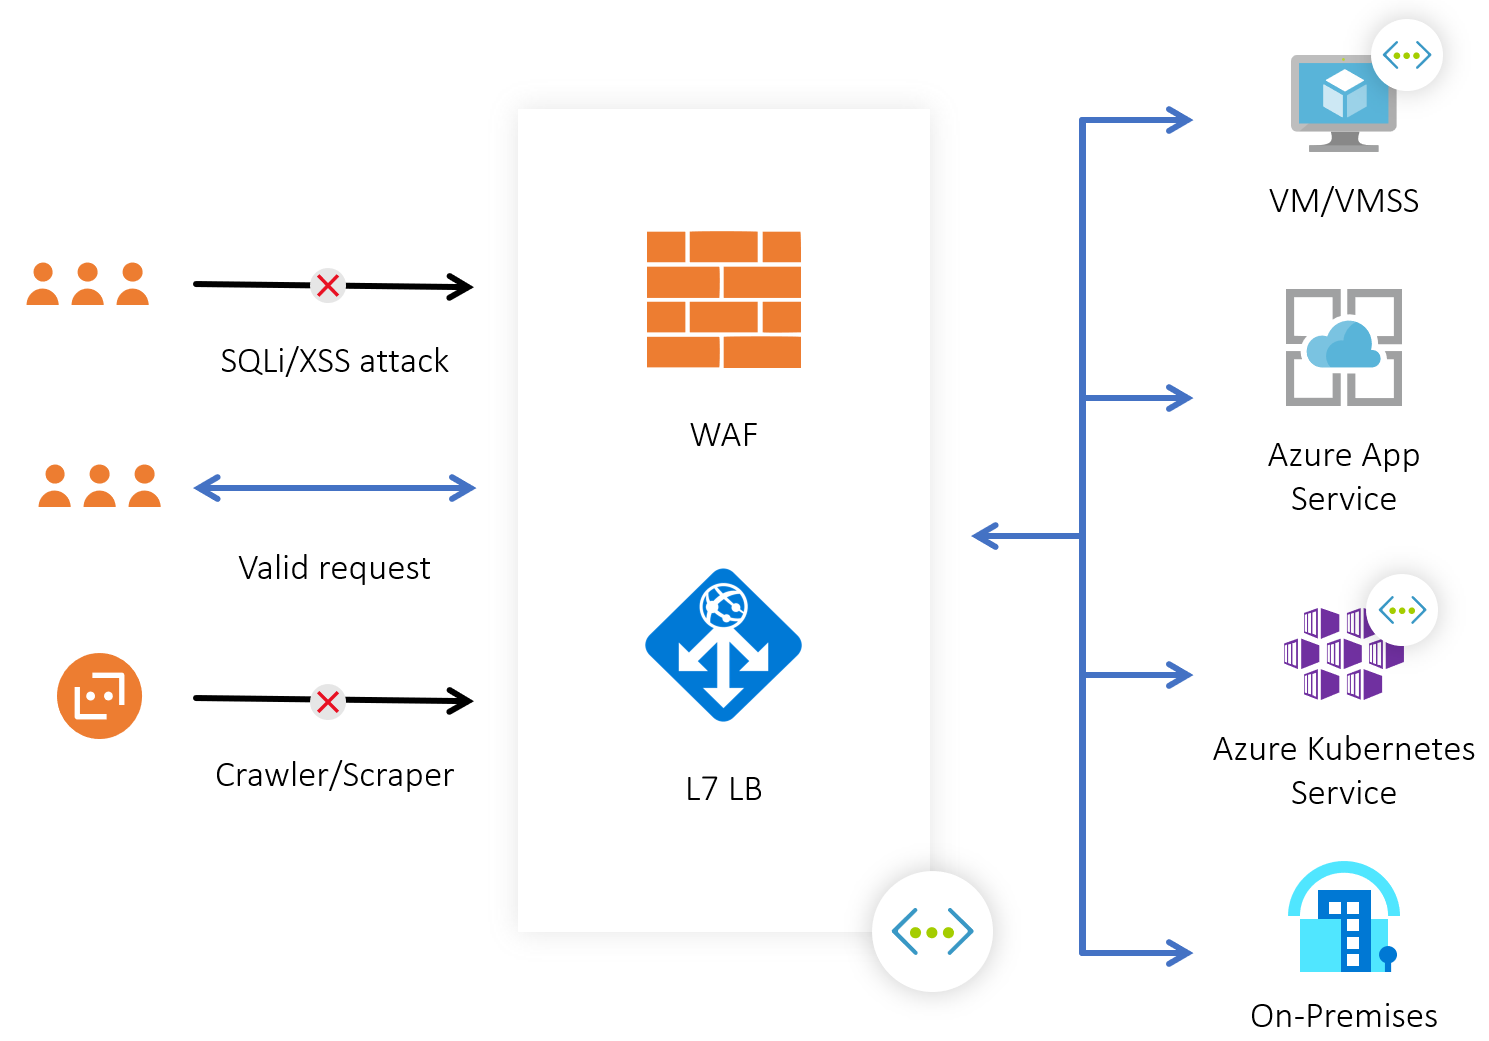 SQLi/XSS attack
Valid request
Crawler/Scraper
WAF
L7 LB
VM/VMSS
Azure App
Service
Azure Kubernetes
Service
On-Premises